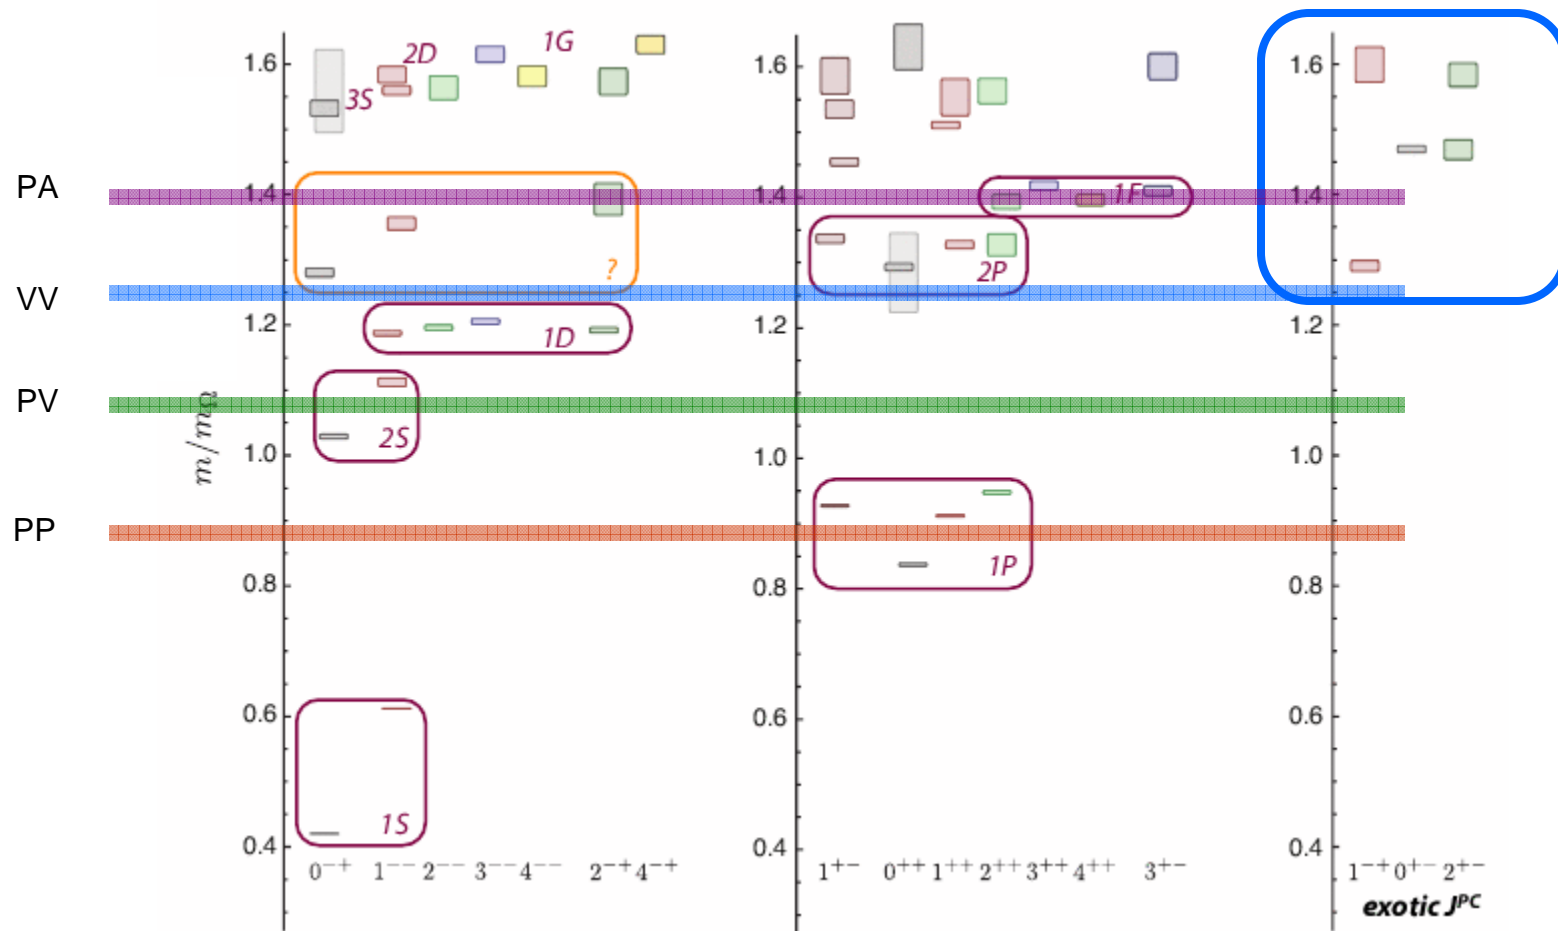 2D
1G
1.6
1.6
1.6
3S
PA
1.4
1.4
1F
1.4
?
2P
VV
1.2
1D
1.2
1.2
PV
m/mΩ
2S
1.0
1.0
1.0
PP
0.8
1P
0.8
0.8
0.6
0.6
0.6
1S
0.4
0.4
0.4
0⁻⁺ 1⁻⁻ 2⁻⁻ 3⁻⁻ 4⁻⁻ 2⁻⁺ 4⁻⁺
1⁺⁻ 0⁺⁺ 1⁺⁺ 2⁺⁺ 3⁺⁺ 4⁺⁺ 3⁺⁻
1⁻⁺ 0⁺⁻ 2⁺⁻
exotic Jᴾᶜ